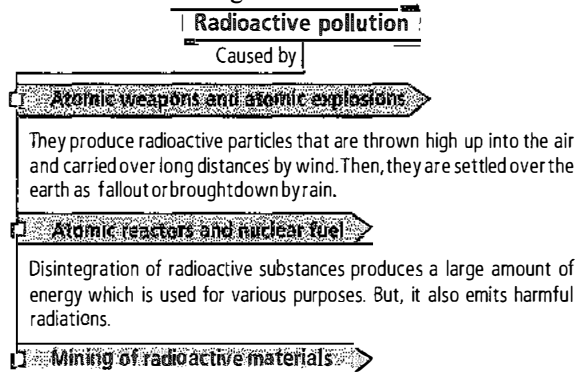 Radioactive pollution
Caused by
Atomic weapons and atomic explosions
They produce radioactive particles that are thrown high up into the air
and carried over long distances by wind. Then, they are settled over the
earth as fallout or brought down by rain.
Atomic reactors and nuclear fuel
Disintegration of radioactive substances produces a large amount of
energy which is used for various purposes. But, it also emits harmful
radiations.
Mining of radioactive materials